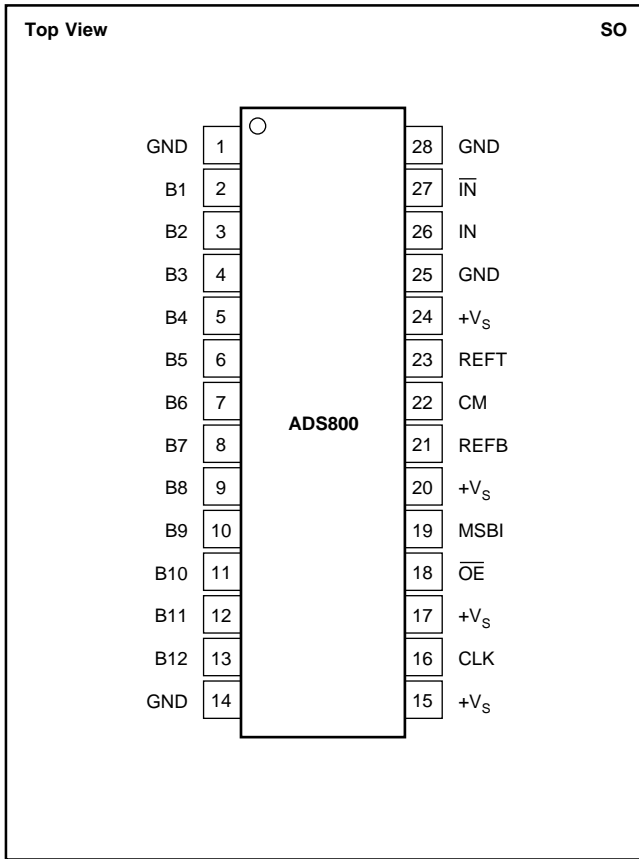 Top View SO
GND 1 28 GND
B1 2 27 I̅N̅
B2 3 26 IN
B3 4 25 GND
B4 5 24 +VS
B5 6 23 REFT
B6 7 22 CM
B7 8 21 REFB
B8 9 20 +VS
B9 10 19 MSBI
B10 11 18 O̅E̅
B11 12 17 +VS
B12 13 16 CLK
GND 14 15 +VS
ADS800